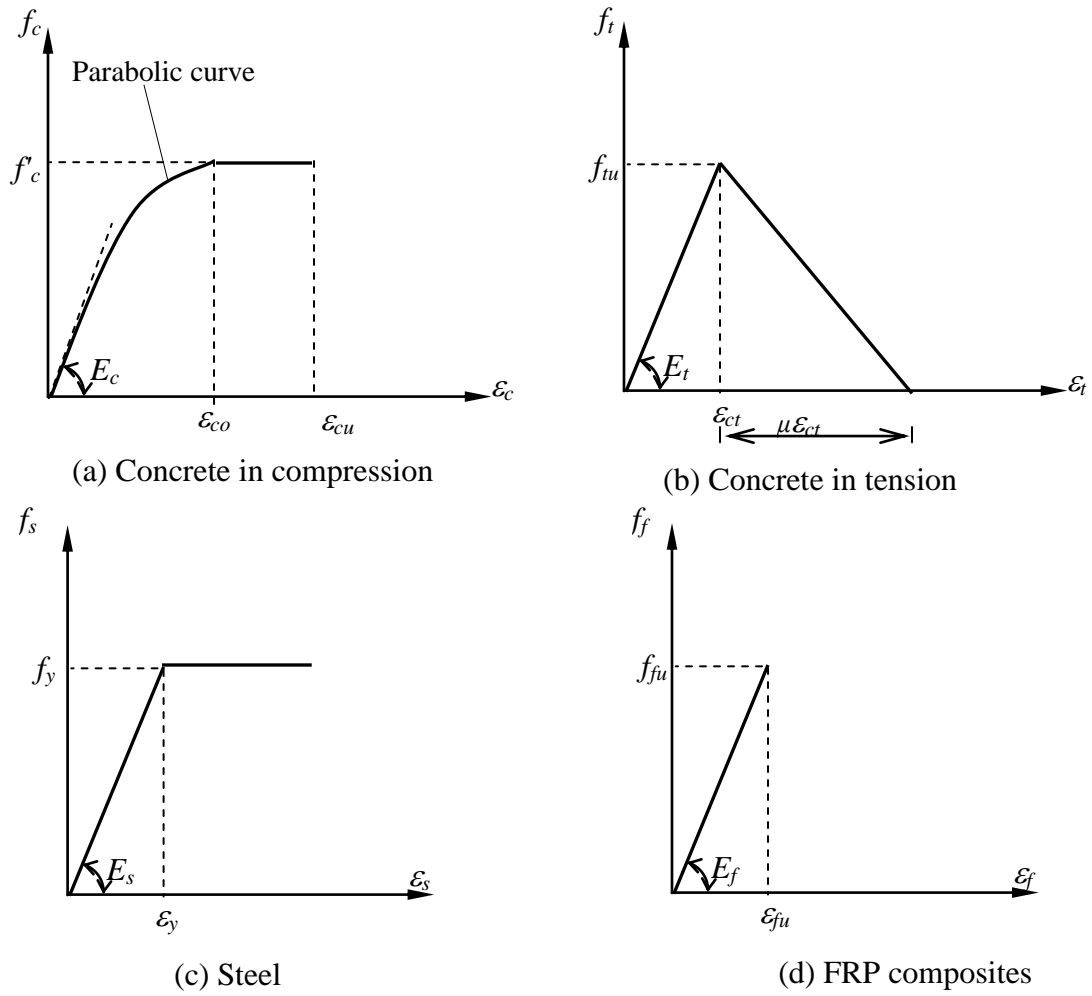 f_c
Parabolic curve
f'_c
E_c
ε_c
ε_co
ε_cu
(a) Concrete in compression
f_t
f_tu
E_t
ε_t
ε_ct
με_ct
(b) Concrete in tension
f_s
f_y
E_s
ε_s
ε_y
(c) Steel
f_f
f_fu
E_f
ε_f
ε_fu
(d) FRP composites